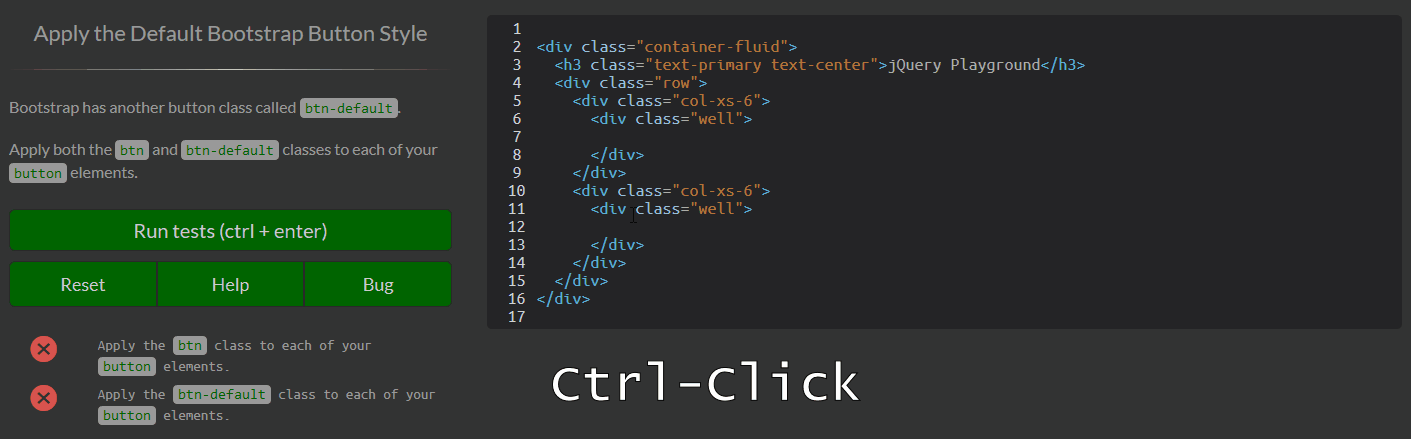 Apply the Default Bootstrap Button Style
Bootstrap has another button class called btn-default.
Apply both the btn and btn-default classes to each of your
button elements.
Run tests (ctrl + enter)
Reset
Help
Bug
Apply the btn class to each of your
button elements.
Apply the btn-default class to each of your
button elements.
1
2 <div class="container-fluid">
3   <h3 class="text-primary text-center">jQuery Playground</h3>
4   <div class="row">
5     <div class="col-xs-6">
6       <div class="well">
7
8       </div>
9     </div>
10     <div class="col-xs-6">
11       <div class="well">
12
13       </div>
14     </div>
15   </div>
16 </div>
17
Ctrl-Click